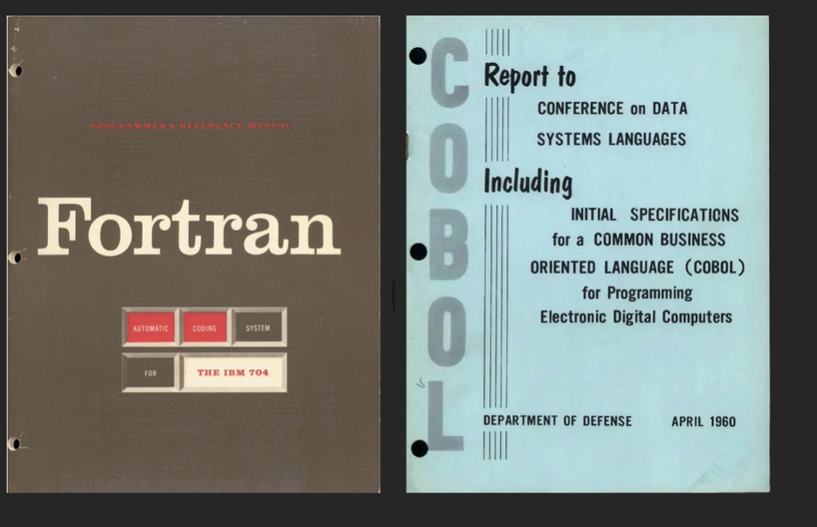 PROGRAMMER'S REFERENCE MANUAL
Fortran
AUTOMATIC CODING SYSTEM
FOR THE IBM 704
COBOL
Report to
CONFERENCE on DATA
SYSTEMS LANGUAGES
Including
INITIAL SPECIFICATIONS
for a COMMON BUSINESS
ORIENTED LANGUAGE (COBOL)
for Programming
Electronic Digital Computers
DEPARTMENT OF DEFENSE APRIL 1960